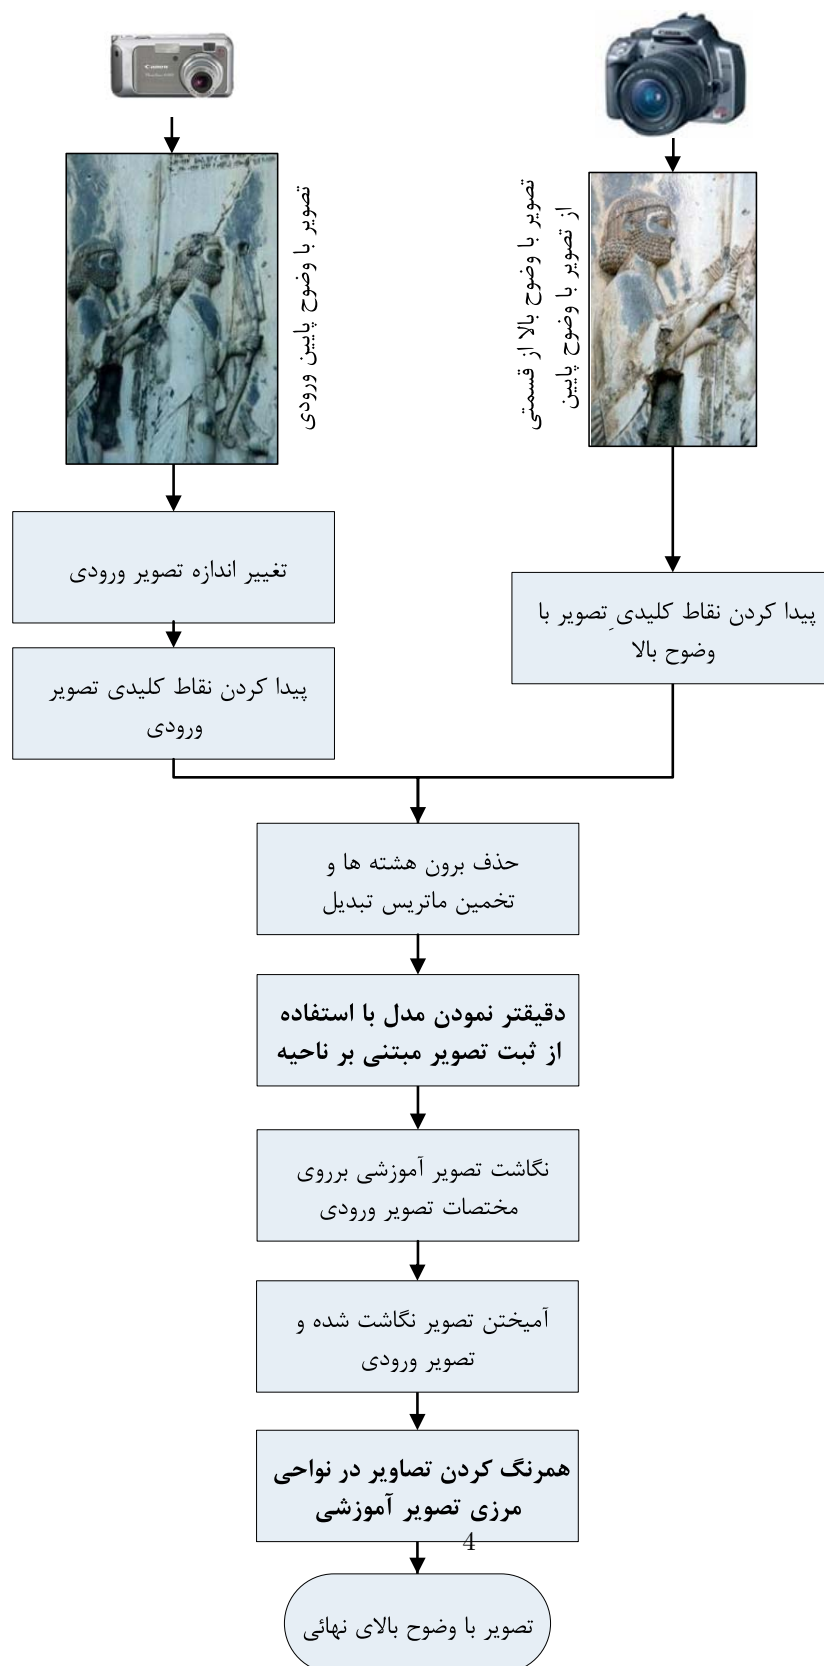 Canon
Canon
تصویر با وضوح پایین ورودی
تصویر با وضوح بالا از قسمتی
از تصویر با وضوح پایین
تغییر اندازه تصویر ورودی
پیدا کردن نقاط کلیدی تصویر
ورودی
پیدا کردن نقاط کلیدیِ تصویر با
وضوح بالا
حذف برون هشته ها و
تخمین ماتریس تبدیل
دقیقتر نمودن مدل با استفاده
از ثبت تصویر مبتنی بر ناحیه
نگاشت تصویر آموزشی برروی
مختصات تصویر ورودی
آمیختن تصویر نگاشت شده و
تصویر ورودی
همرنگ کردن تصاویر در نواحی
مرزی تصویر آموزشی
4
تصویر با وضوح بالای نهائی